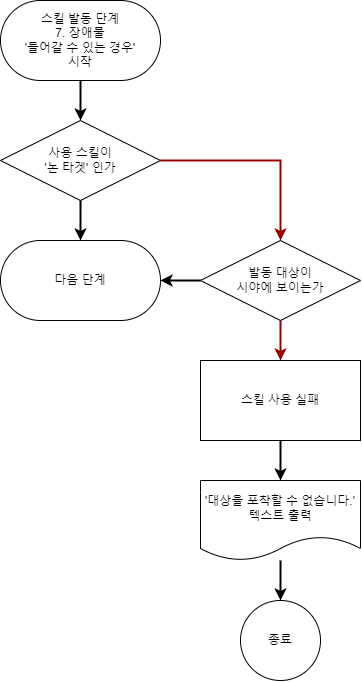 스킬 발동 단계
7. 장애물
'들어갈 수 있는 경우'
시작
사용 스킬이
'논 타겟' 인가
다음 단계
발동 대상이
시야에 보이는가
스킬 사용 실패
'대상을 포착할 수 없습니다.'
텍스트 출력
종료